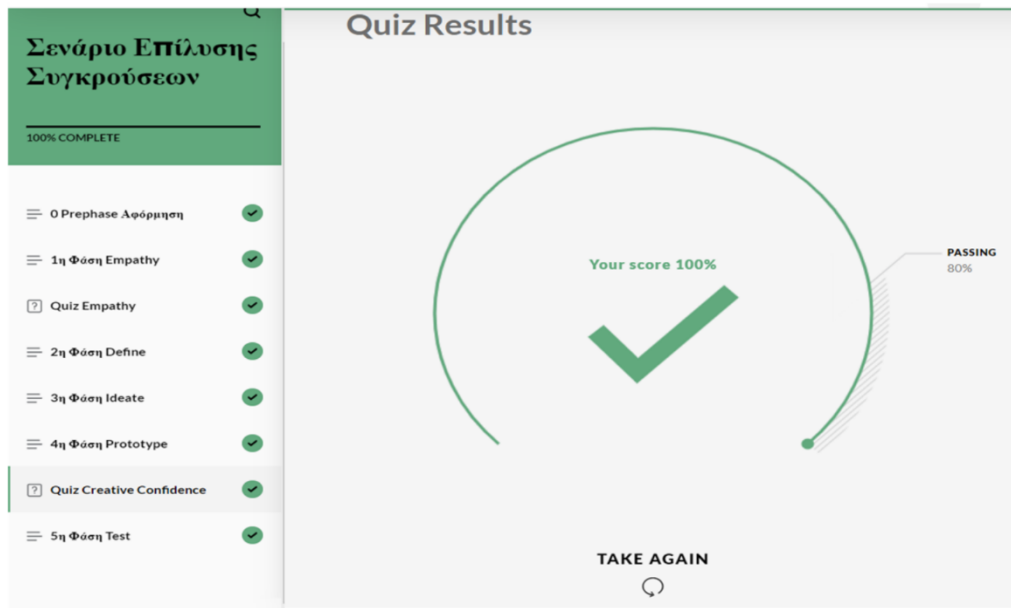 Σενάριο Επίλυσης
Συγκρούσεων
100% COMPLETE
0 Prephase Αφόρμηση
1η Φάση Empathy
Quiz Empathy
2η Φάση Define
3η Φάση Ideate
4η Φάση Prototype
Quiz Creative Confidence
5η Φάση Test
Quiz Results
Your score 100%
PASSING
80%
TAKE AGAIN